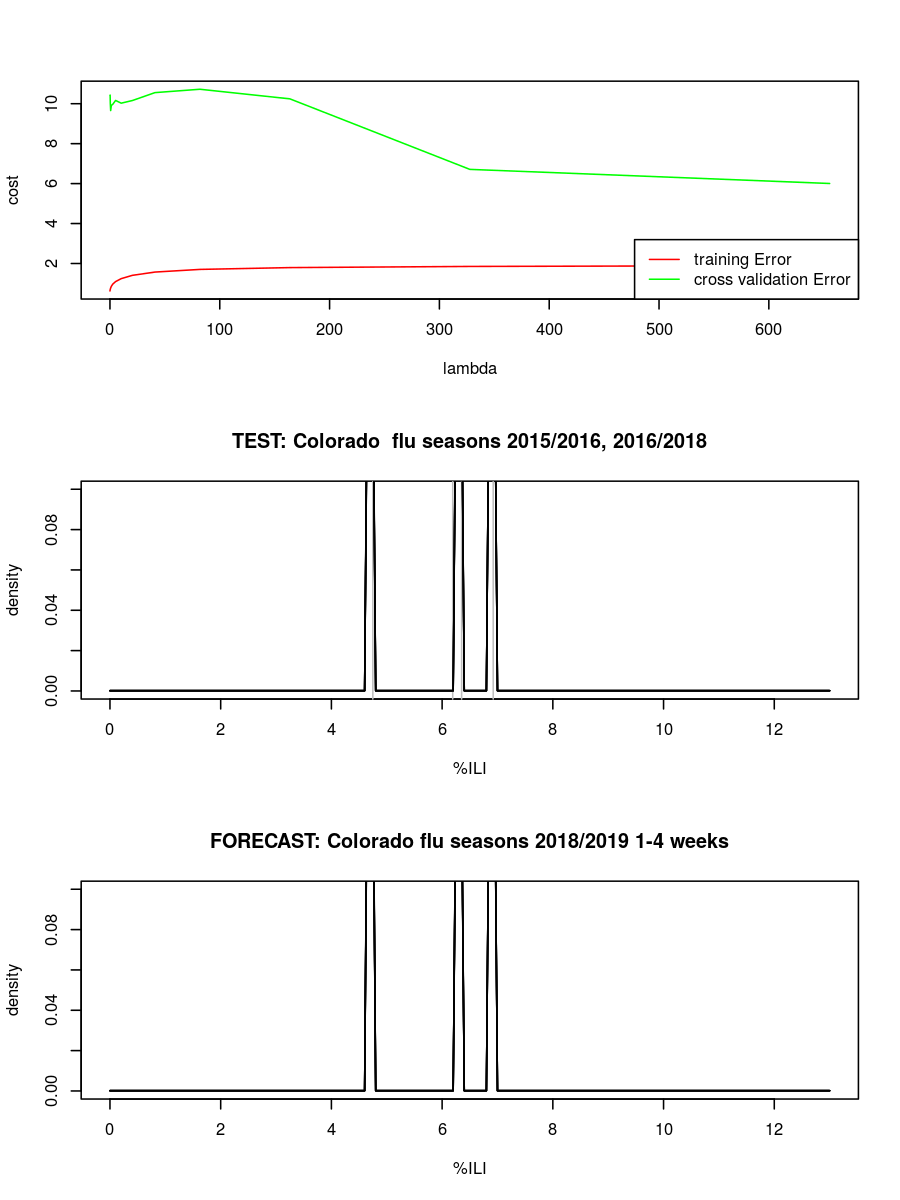 10
8
6
4
2
cost
training Error
cross validation Error
0 100 200 300 400 500 600
lambda
TEST: Colorado  flu seasons 2015/2016, 2016/2018
0.08
0.04
0.00
density
0 2 4 6 8 10 12
%ILI
FORECAST: Colorado flu seasons 2018/2019 1-4 weeks
0.08
0.04
0.00
density
0 2 4 6 8 10 12
%ILI